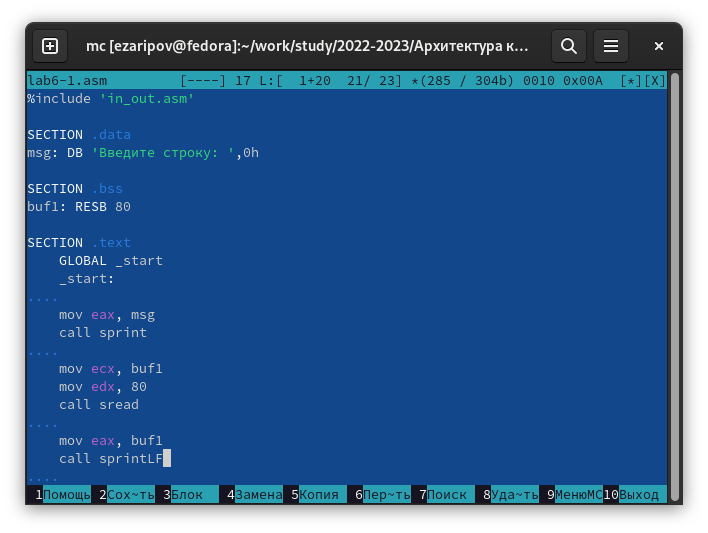 mc [ezaripov@fedora]:~/work/study/2022-2023/Архитектура к...
lab6-1.asm [----] 17 L:[ 1+20 21/ 23] *(285 / 304b) 0010 0x00A [*][X]
%include 'in_out.asm'
SECTION .data
msg: DB 'Введите строку: ',0h
SECTION .bss
buf1: RESB 80
SECTION .text
GLOBAL _start
_start:
....
mov eax, msg
call sprint
....
mov ecx, buf1
mov edx, 80
call sread
....
mov eax, buf1
call sprintLF
....
1Помощь 2Сох~ть 3Блок 4Замена 5Копия 6Пер~ть 7Поиск 8Уда~ть 9МенюMC 10Выход